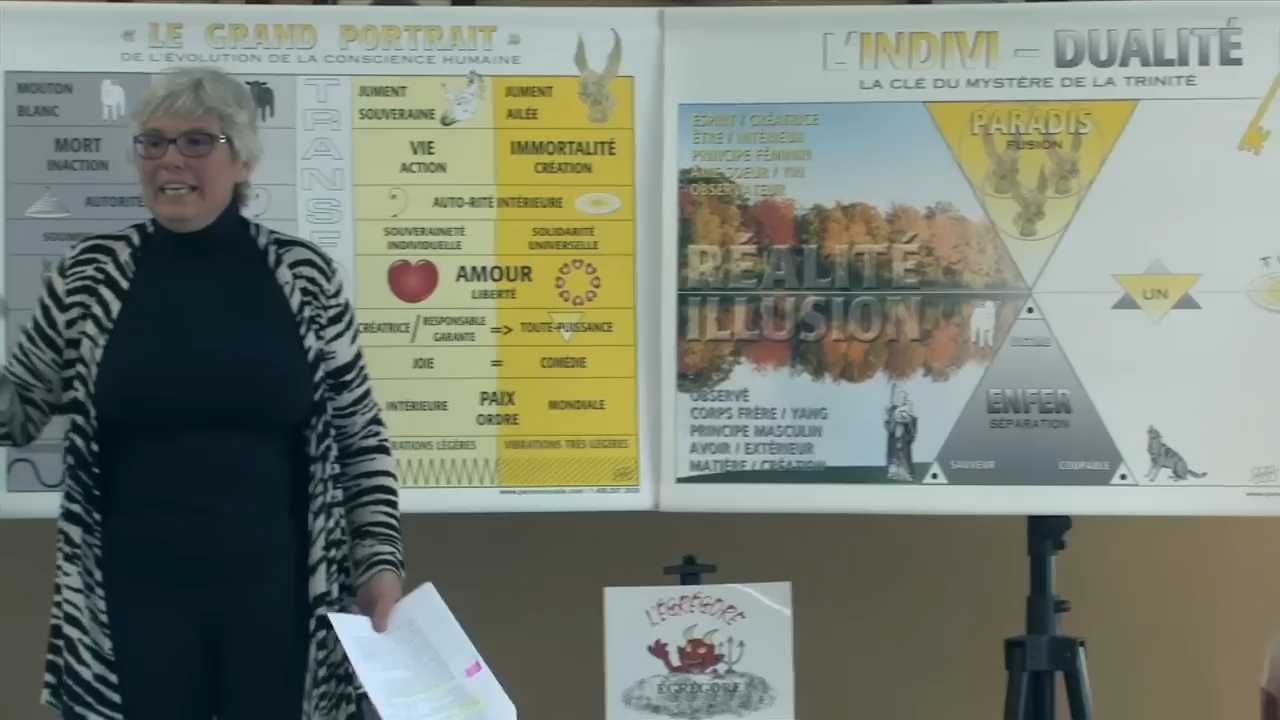 « LE GRAND PORTRAIT »
DE L'ÉVOLUTION DE LA CONSCIENCE HUMAINE
MOUTON
BLANC
MORT
INACTION
AUTORITÉ
TRANSF
JUMENT
SOUVERAINE
JUMENT
AILÉE
VIE
ACTION
IMMORTALITÉ
CRÉATION
AUTO-RITÉ INTÉRIEURE
SOUVERAINETÉ
INDIVIDUELLE
SOLIDARITÉ
UNIVERSELLE
AMOUR
LIBERTÉ
CRÉATRICE / RESPONSABLE
GARANTE
=> TOUTE-PUISSANCE
JOIE = COMÉDIE
INTÉRIEURE PAIX MONDIALE
ORDRE
VIBRATIONS TRÈS LÉGÈRES
L'INDIVI - DUALITÉ
LA CLÉ DU MYSTÈRE DE LA TRINITÉ
ESPRIT / CRÉATRICE
ÊTRE / INTÉRIEUR
PRINCIPE FÉMININ
ÂME SOEUR / YIN
OBSERVATEUR
RÉALITÉ
ILLUSION
OBSERVÉ
CORPS FRÈRE / YANG
PRINCIPE MASCULIN
AVOIR / EXTÉRIEUR
MATIÈRE / CRÉATION
PARADIS
FUSION
UN
ENFER
SÉPARATION
SAUVEUR
COUPABLE
L'ÉGRÉGORE
ÉGRÉGORE